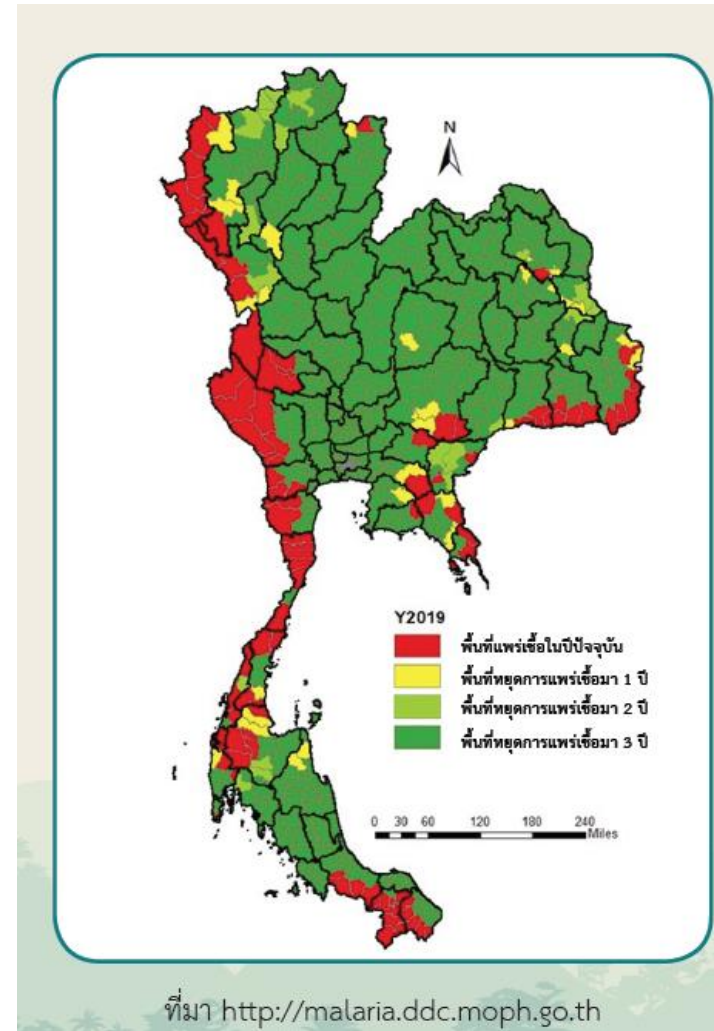 N
Y2019
พื้นที่แพร่เชื้อในปีปัจจุบัน
พื้นที่หยุดการแพร่เชื้อมา 1 ปี
พื้นที่หยุดการแพร่เชื้อมา 2 ปี
พื้นที่หยุดการแพร่เชื้อมา 3 ปี
0 30 60 120 180 240
Miles
ที่มา http://malaria.ddc.moph.go.th